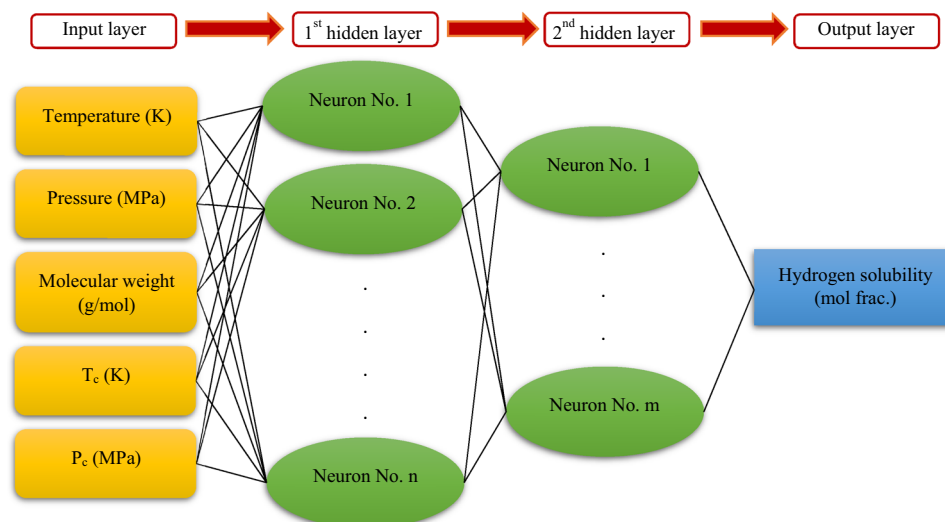 Input layer
1st hidden layer
2nd hidden layer
Output layer
Temperature (K)
Pressure (MPa)
Molecular weight
(g/mol)
Tc (K)
Pc (MPa)
Neuron No. 1
Neuron No. 2
.
.
.
Neuron No. n
Neuron No. 1
.
.
.
Neuron No. m
Hydrogen solubility
(mol frac.)